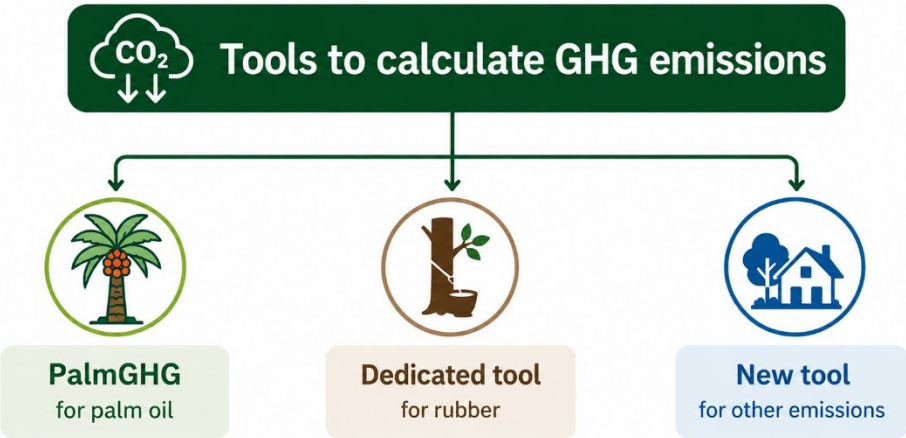 CO₂
Tools to calculate GHG emissions
PalmGHG
for palm oil
Dedicated tool
for rubber
New tool
for other emissions